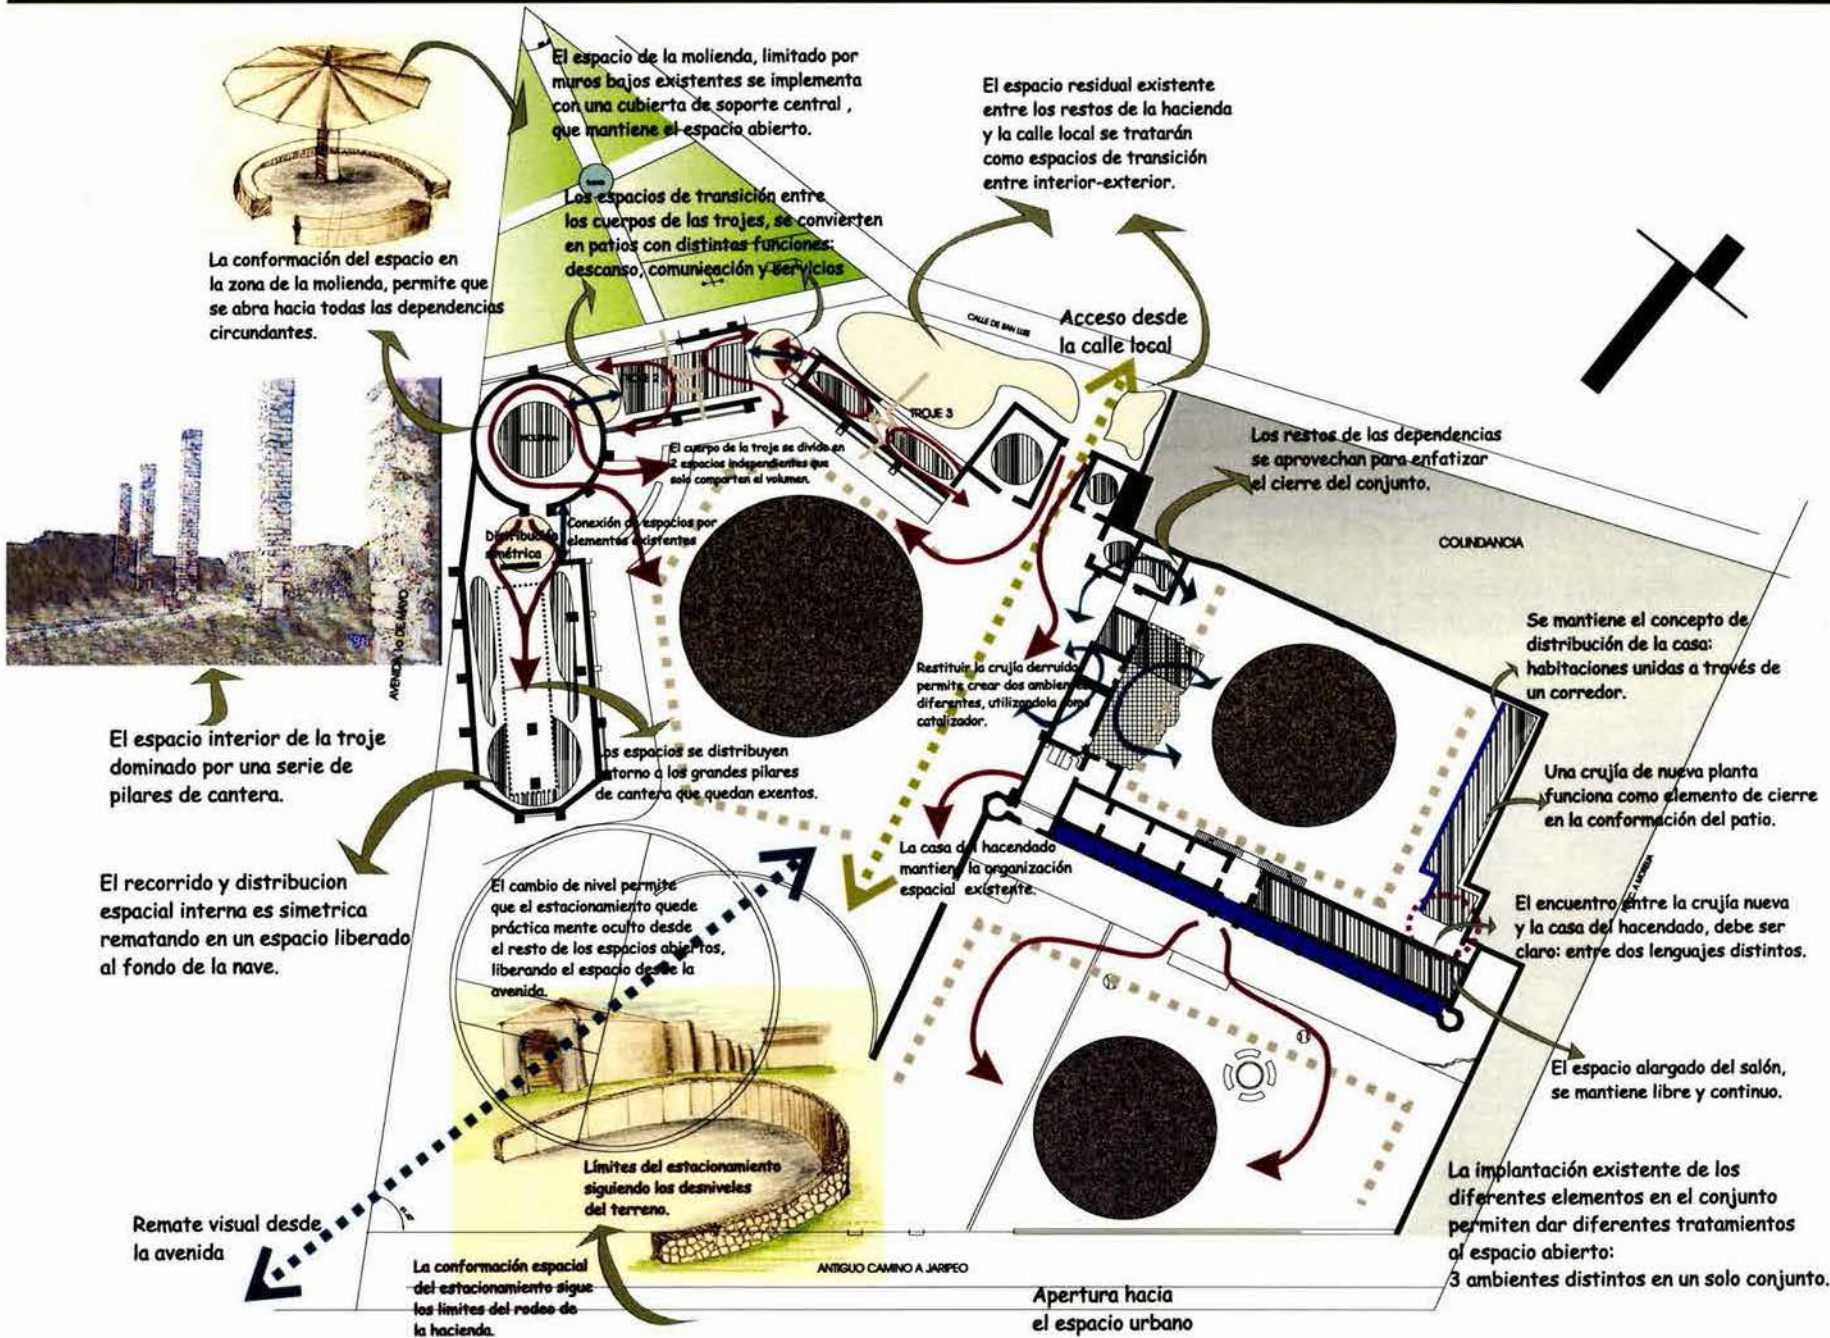 El espacio de la molienda, limitado por
muros bajos existentes se implementa
con una cubierta de soporte central ,
que mantiene el espacio abierto.
El espacio residual existente
entre los restos de la hacienda
y la calle local se tratarán
como espacios de transición
entre interior-exterior.
Los espacios de transición entre
los cuerpos de las trojes, se convierten
en patios con distintas funciones:
descanso, comunicación y servicios
La conformación del espacio en
la zona de la molienda, permite que
se abra hacia todas las dependencias
circundantes.
CALLE DE SAN LUIS
Acceso desde
la calle local
TROJE 3
El cuerpo de la troje se divide en
2 espacios independientes que
solo comparten el volumen.
Los restos de las dependencias
se aprovechan para enfatizar
el cierre del conjunto.
COLINDANCIA
Conexión de espacios por
elementos existentes
Distribución
simétrica
AVENIDA 1o DE MAYO
Se mantiene el concepto de
distribución de la casa:
habitaciones unidas a través de
un corredor.
Restituir la crujía derruida
permite crear dos ambientes
diferentes, utilizandola como
catalizador.
El espacio interior de la troje
dominado por una serie de
pilares de cantera.
Los espacios se distribuyen
entorno a los grandes pilares
de cantera que quedan exentos.
Una crujía de nueva planta
funciona como elemento de cierre
en la conformación del patio.
La casa del hacendado
mantiene la organización
espacial existente.
El recorrido y distribucion
espacial interna es simetrica
rematando en un espacio liberado
al fondo de la nave.
El cambio de nivel permite
que el estacionamiento quede
práctica mente oculto desde
el resto de los espacios abiertos,
liberando el espacio desde la
avenida.
A MORELIA
El encuentro entre la crujía nueva
y la casa del hacendado, debe ser
claro: entre dos lenguajes distintos.
El espacio alargado del salón,
se mantiene libre y continuo.
Límites del estacionamiento
siguiendo los desniveles
del terreno.
La implantación existente de los
diferentes elementos en el conjunto
permiten dar diferentes tratamientos
al espacio abierto:
3 ambientes distintos en un solo conjunto.
Remate visual desde
la avenida
La conformación espacial
del estacionamiento sigue
los límites del rodeo de
la hacienda.
ANTIGUO CAMINO A JARIPEO
Apertura hacia
el espacio urbano